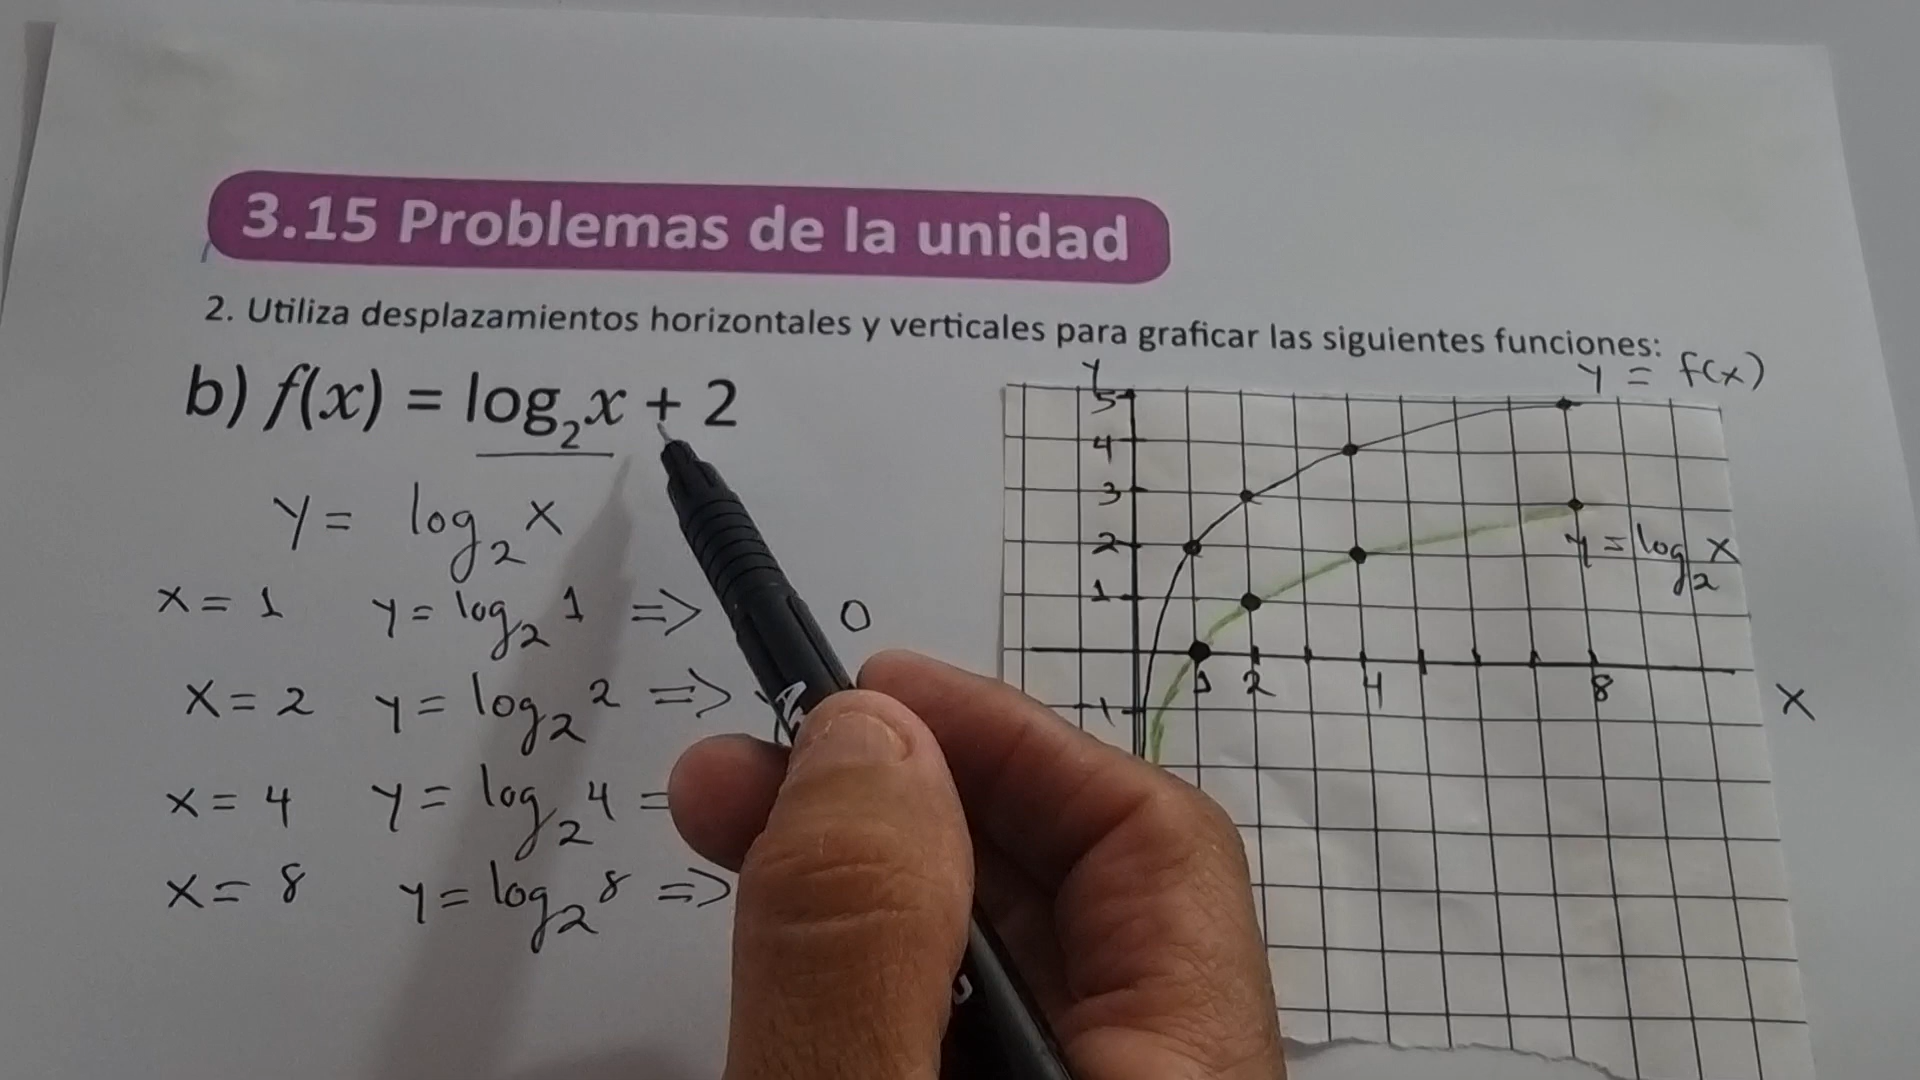 3.15 Problemas de la unidad
2. Utiliza desplazamientos horizontales y verticales para graficar las siguientes funciones:
b) f(x) = log₂x + 2
y = log₂ x
x = 1 y = log₂ 1 => 0
x = 2 y = log₂ 2 => y
x = 4 y = log₂ 4 =
x = 8 y = log₂ 8 =>
y = f(x)
y
5
4
3
2
1
y = log₂ x
1 2 4 8
x
-1